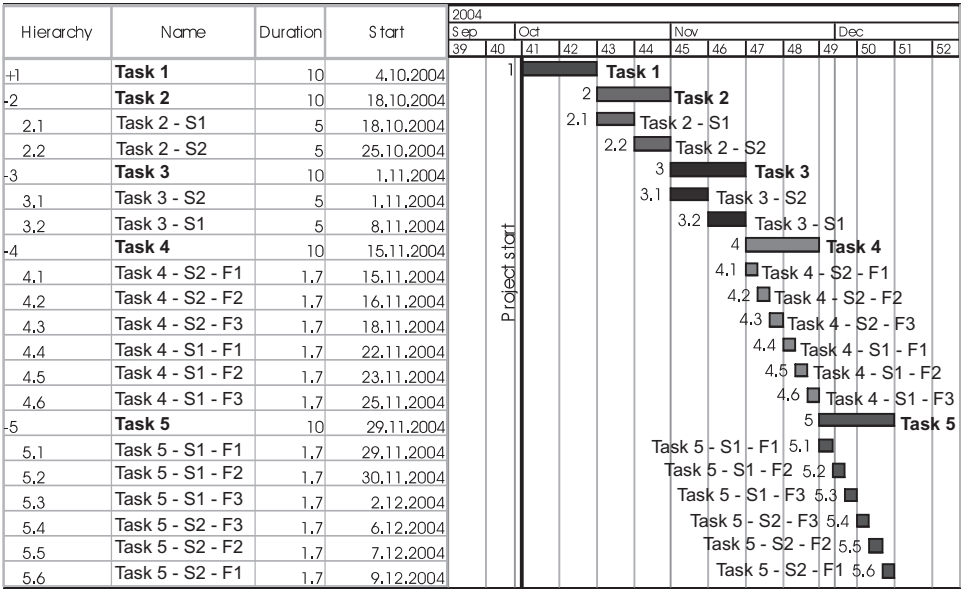 2004
Hierarchy Name Duration Start Sep Oct Nov Dec
39 40 41 42 43 44 45 46 47 48 49 50 51 52
+1 Task 1 10 4.10.2004 1 Task 1
-2 Task 2 10 18.10.2004 2 Task 2
2.1 Task 2 - S1 5 18.10.2004 2.1 Task 2 - S1
2.2 Task 2 - S2 5 25.10.2004 2.2 Task 2 - S2
-3 Task 3 10 1.11.2004 3 Task 3
3.1 Task 3 - S2 5 1.11.2004 3.1 Task 3 - S2
3.2 Task 3 - S1 5 8.11.2004 3.2 Task 3 - S1
-4 Task 4 10 15.11.2004 4 Task 4
4.1 Task 4 - S2 - F1 1.7 15.11.2004 4.1 Task 4 - S2 - F1
4.2 Task 4 - S2 - F2 1.7 16.11.2004 4.2 Task 4 - S2 - F2
4.3 Task 4 - S2 - F3 1.7 18.11.2004 4.3 Task 4 - S2 - F3
4.4 Task 4 - S1 - F1 1.7 22.11.2004 4.4 Task 4 - S1 - F1
4.5 Task 4 - S1 - F2 1.7 23.11.2004 4.5 Task 4 - S1 - F2
4.6 Task 4 - S1 - F3 1.7 25.11.2004 4.6 Task 4 - S1 - F3
-5 Task 5 10 29.11.2004 5 Task 5
5.1 Task 5 - S1 - F1 1.7 29.11.2004 Task 5 - S1 - F1 5.1
5.2 Task 5 - S1 - F2 1.7 30.11.2004 Task 5 - S1 - F2 5.2
5.3 Task 5 - S1 - F3 1.7 2.12.2004 Task 5 - S1 - F3 5.3
5.4 Task 5 - S2 - F3 1.7 6.12.2004 Task 5 - S2 - F3 5.4
5.5 Task 5 - S2 - F2 1.7 7.12.2004 Task 5 - S2 - F2 5.5
5.6 Task 5 - S2 - F1 1.7 9.12.2004 Task 5 - S2 - F1 5.6
Project start